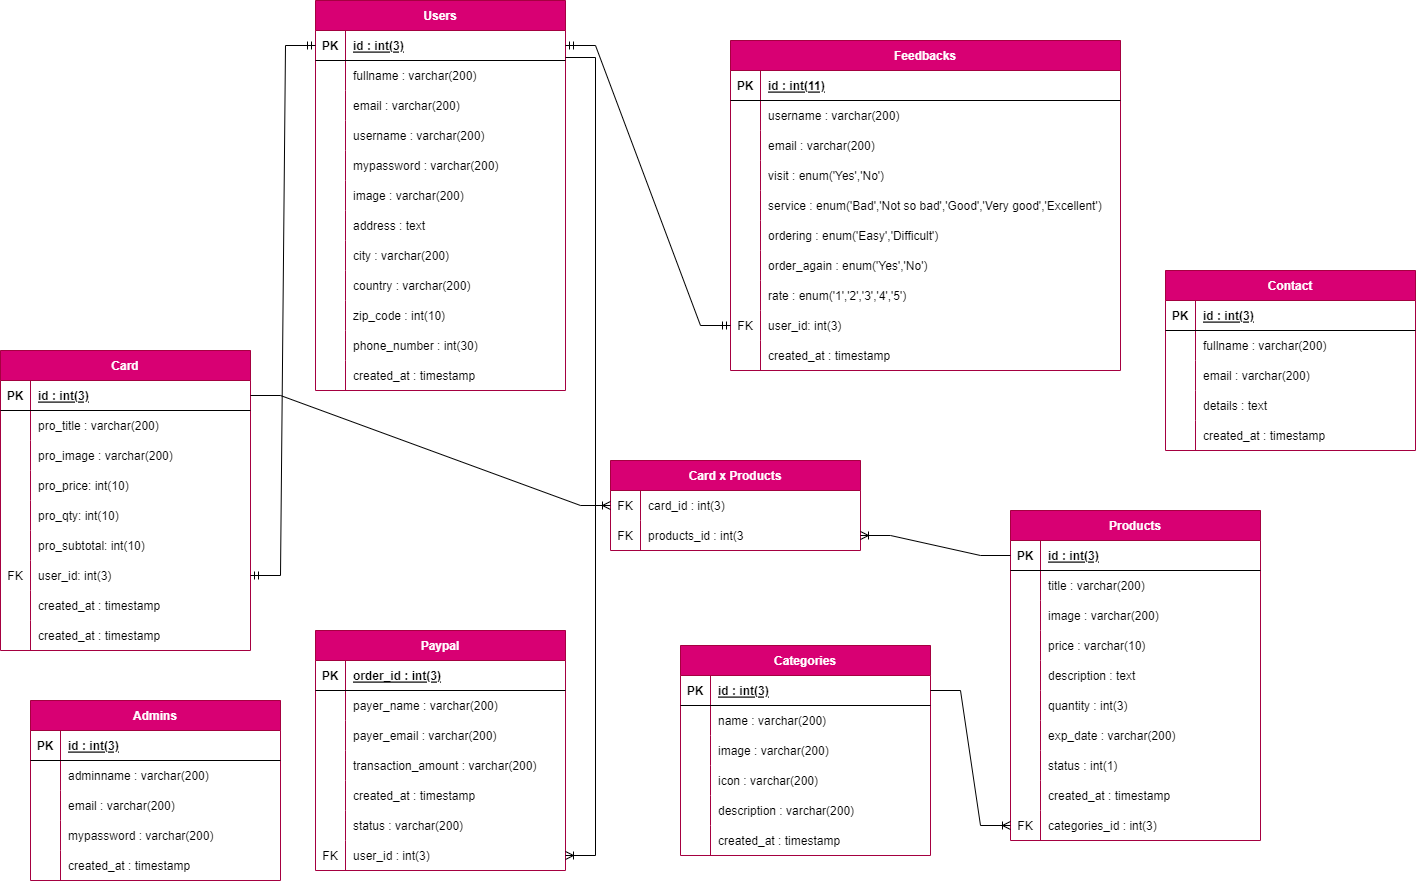 Users
PK id : int(3)
fullname : varchar(200)
email : varchar(200)
username : varchar(200)
mypassword : varchar(200)
image : varchar(200)
address : text
city : varchar(200)
country : varchar(200)
zip_code : int(10)
phone_number : int(30)
created_at : timestamp
Feedbacks
PK id : int(11)
username : varchar(200)
email : varchar(200)
visit : enum('Yes','No')
service : enum('Bad','Not so bad','Good','Very good','Excellent')
ordering : enum('Easy','Difficult')
order_again : enum('Yes','No')
rate : enum('1','2','3','4','5')
FK user_id: int(3)
created_at : timestamp
Contact
PK id : int(3)
fullname : varchar(200)
email : varchar(200)
details : text
created_at : timestamp
Card
PK id : int(3)
pro_title : varchar(200)
pro_image : varchar(200)
pro_price: int(10)
pro_qty: int(10)
pro_subtotal: int(10)
FK user_id: int(3)
created_at : timestamp
created_at : timestamp
Card x Products
FK card_id : int(3)
FK products_id : int(3
Products
PK id : int(3)
title : varchar(200)
image : varchar(200)
price : varchar(10)
description : text
quantity : int(3)
exp_date : varchar(200)
status : int(1)
created_at : timestamp
FK categories_id : int(3)
Paypal
PK order_id : int(3)
payer_name : varchar(200)
payer_email : varchar(200)
transaction_amount : varchar(200)
created_at : timestamp
status : varchar(200)
FK user_id : int(3)
Categories
PK id : int(3)
name : varchar(200)
image : varchar(200)
icon : varchar(200)
description : varchar(200)
created_at : timestamp
Admins
PK id : int(3)
adminname : varchar(200)
email : varchar(200)
mypassword : varchar(200)
created_at : timestamp